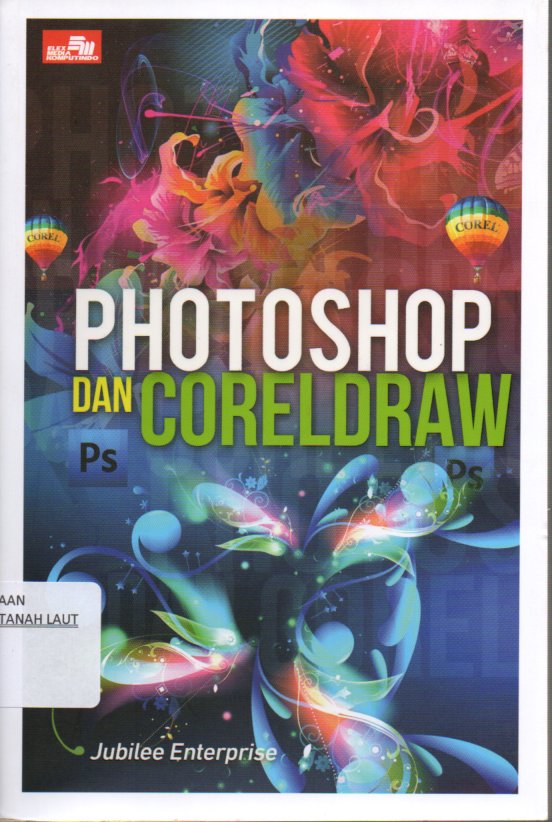 ELEX
MEDIA
KOMPUTINDO
COREL
COREL
PHOTOSHOP
DAN CORELDRAW
Ps
Ps
AAN
TANAH LAUT
Jubilee Enterprise